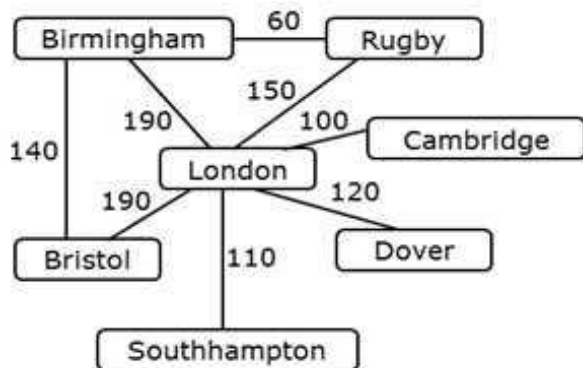 60
Birmingham
Rugby
150
190
100
Cambridge
140
London
190
120
Bristol
110
Dover
Southhampton